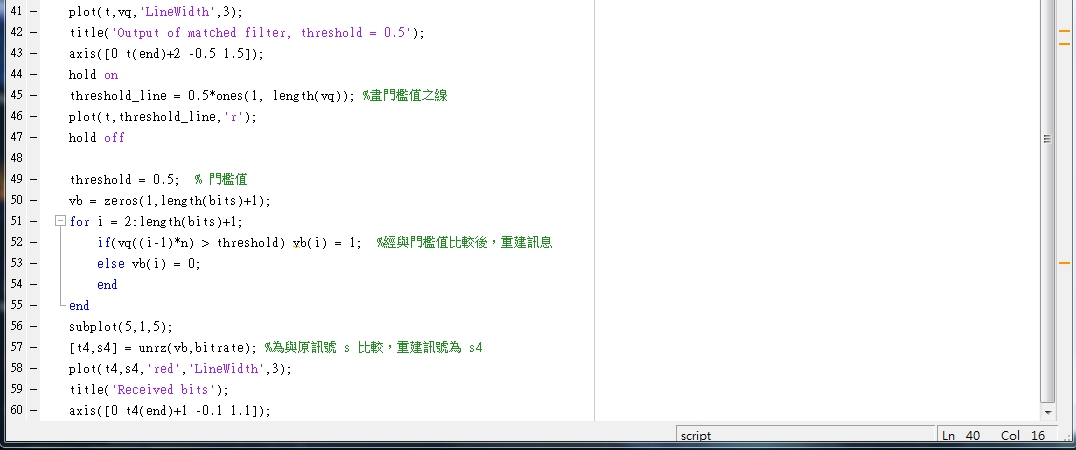 41 – plot(t,vq,'LineWidth',3);
42 – title('Output of matched filter, threshold = 0.5');
43 – axis([0 t(end)+2 -0.5 1.5]);
44 – hold on
45 – threshold_line = 0.5*ones(1, length(vq)); %畫門檻值之線
46 – plot(t,threshold_line,'r');
47 – hold off
48
49 – threshold = 0.5; % 門檻值
50 – vb = zeros(1,length(bits)+1);
51 – for i = 2:length(bits)+1;
52 – if(vq((i-1)*n) > threshold) vb(i) = 1; %經與門檻值比較後，重建訊息
53 – else vb(i) = 0;
54 – end
55 – end
56 – subplot(5,1,5);
57 – [t4,s4] = unrz(vb,bitrate); %為與原訊號 s 比較，重建訊號為 s4
58 – plot(t4,s4,'red','LineWidth',3);
59 – title('Received bits');
60 – axis([0 t4(end)+1 -0.1 1.1]);
script Ln 40 Col 16